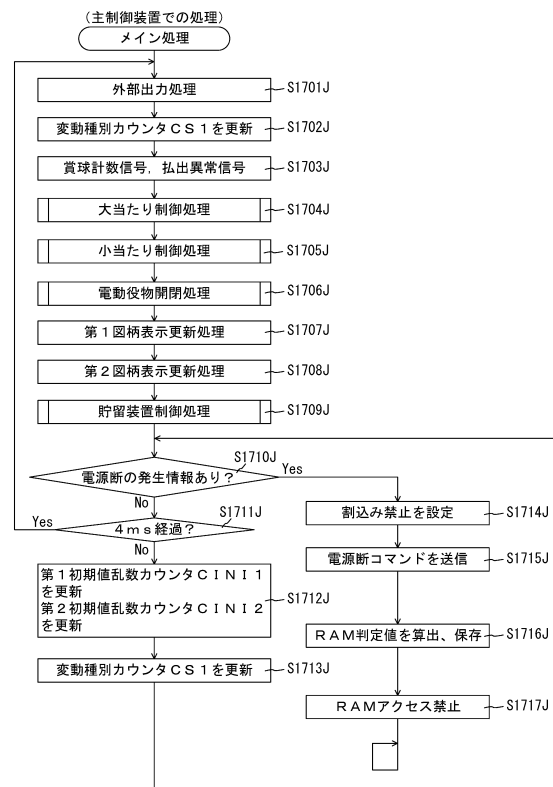 (主制御装置での処理)
メイン処理
外部出力処理
S1701J
変動種別カウンタCS1を更新
S1702J
賞球計数信号，払出異常信号
S1703J
大当たり制御処理
S1704J
小当たり制御処理
S1705J
電動役物開閉処理
S1706J
第1図柄表示更新処理
S1707J
第2図柄表示更新処理
S1708J
貯留装置制御処理
S1709J
S1710J
電源断の発生情報あり？
Yes
No
S1711J
Yes
4ms経過？
No
第1初期値乱数カウンタCINI1
を更新
第2初期値乱数カウンタCINI2
を更新
S1712J
変動種別カウンタCS1を更新
S1713J
割込み禁止を設定
S1714J
電源断コマンドを送信
S1715J
RAM判定値を算出、保存
S1716J
RAMアクセス禁止
S1717J